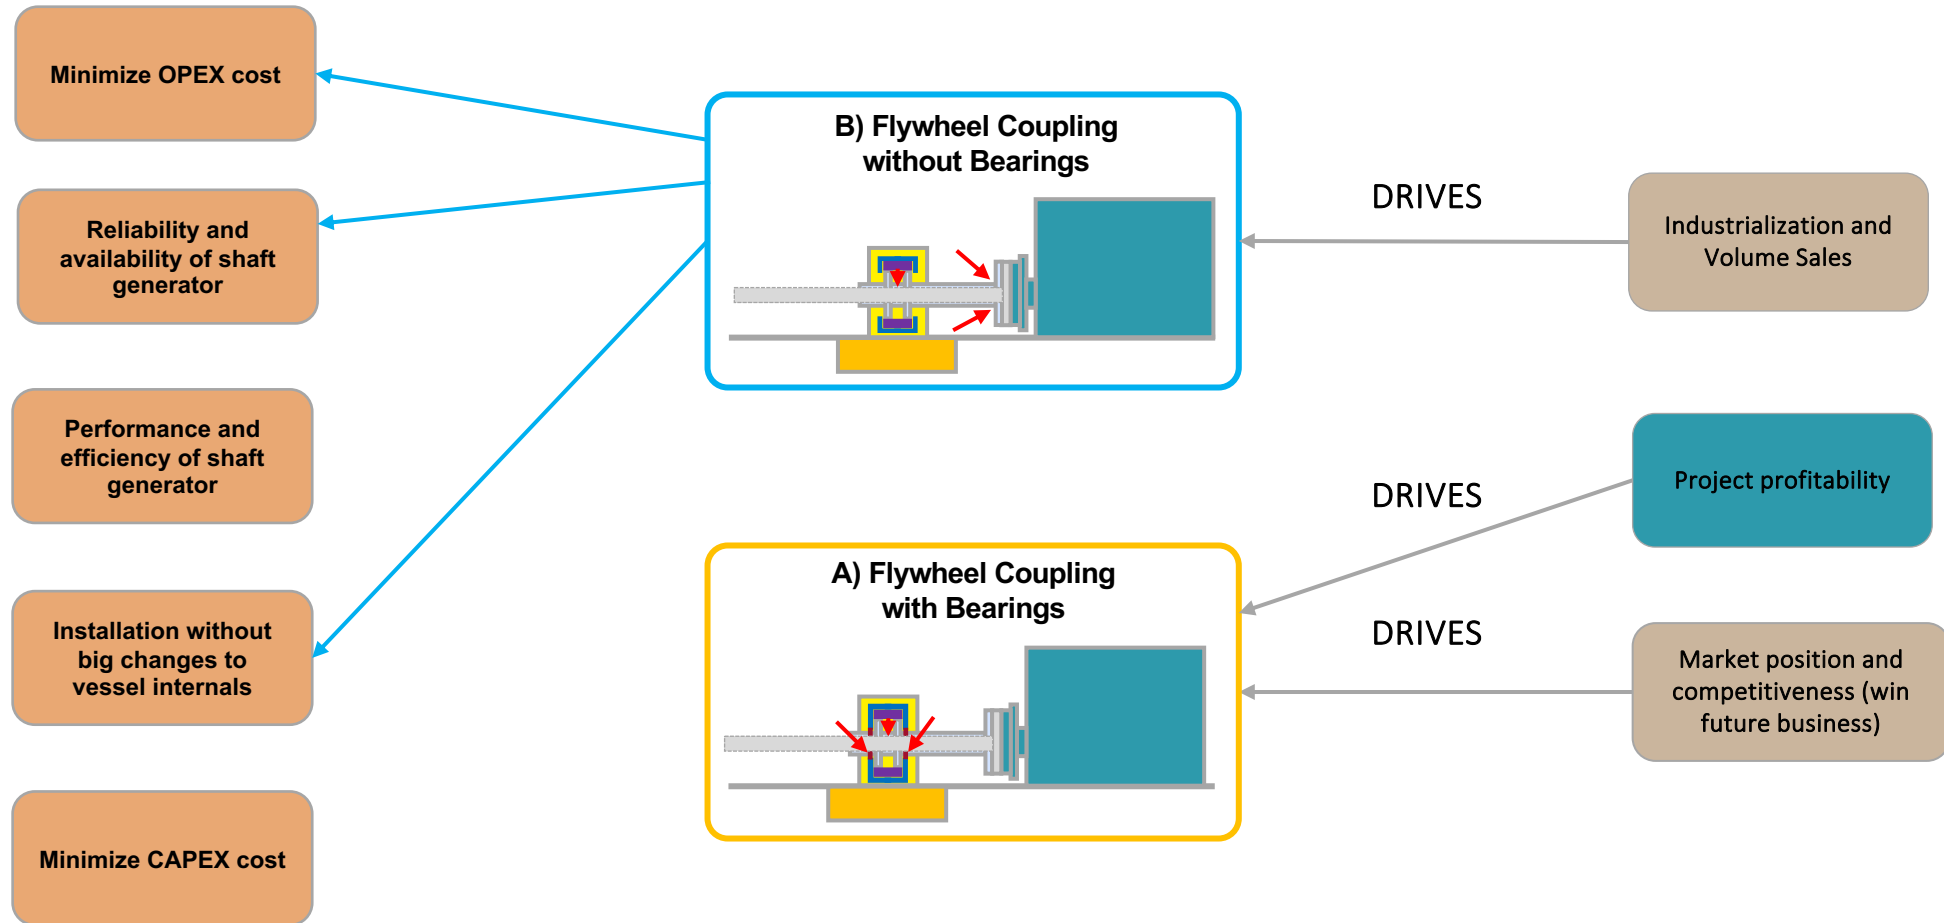 Minimize OPEX cost
Reliability and
availability of shaft
generator
Performance and
efficiency of shaft
generator
Installation without
big changes to
vessel internals
Minimize CAPEX cost
B) Flywheel Coupling
without Bearings
A) Flywheel Coupling
with Bearings
DRIVES
DRIVES
DRIVES
Industrialization and
Volume Sales
Project profitability
Market position and
competitiveness (win
future business)